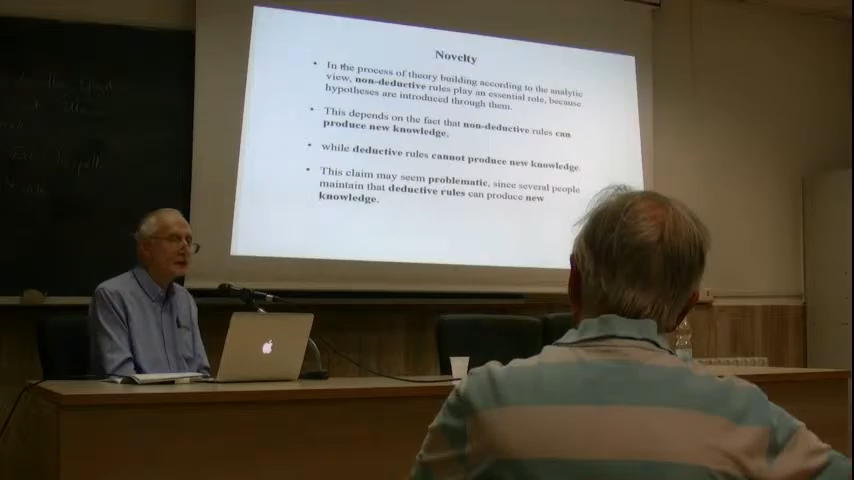 Novelty
• In the process of theory building according to the analytic
view, non-deductive rules play an essential role, because
hypotheses are introduced through them.
• This depends on the fact that non-deductive rules can
produce new knowledge,
• while deductive rules cannot produce new knowledge.
• This claim may seem problematic, since several people
maintain that deductive rules can produce new
knowledge.